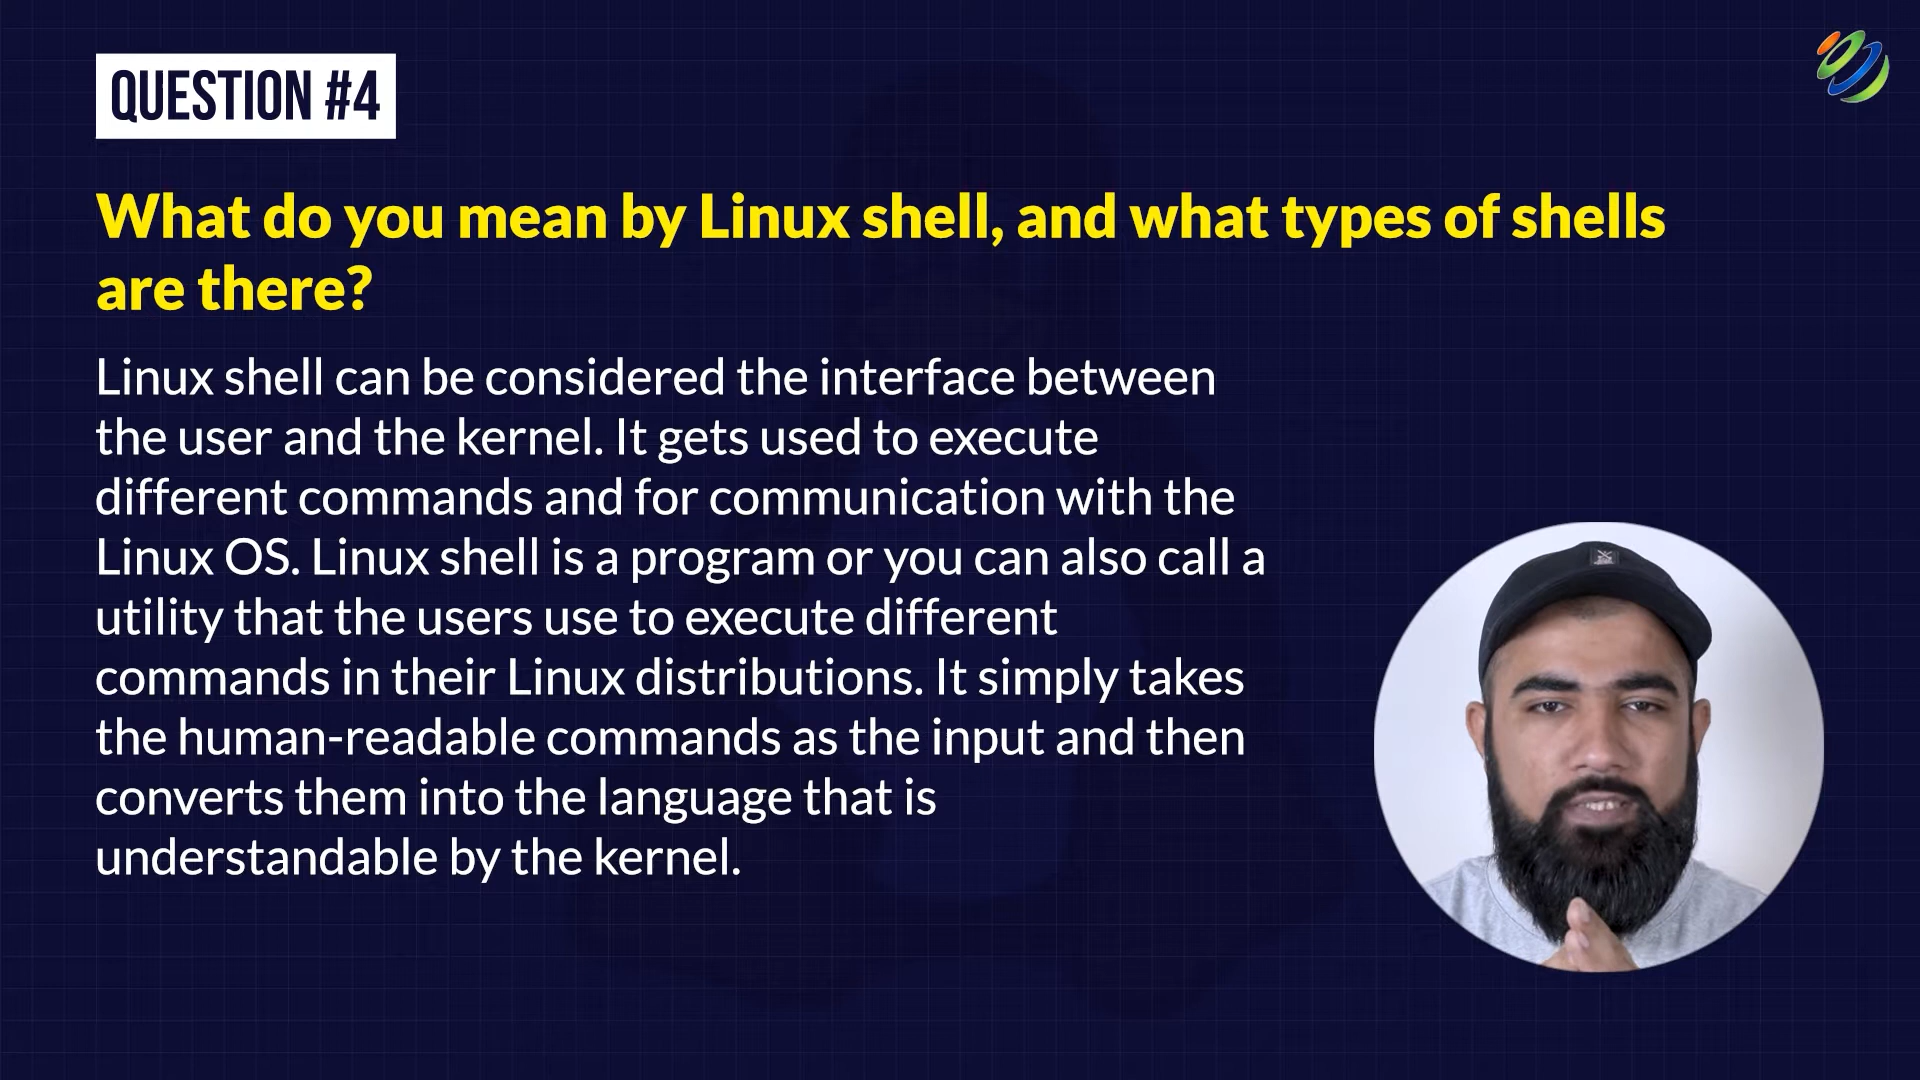 QUESTION #4
What do you mean by Linux shell, and what types of shells
are there?
Linux shell can be considered the interface between
the user and the kernel. It gets used to execute
different commands and for communication with the
Linux OS. Linux shell is a program or you can also call a
utility that the users use to execute different
commands in their Linux distributions. It simply takes
the human-readable commands as the input and then
converts them into the language that is
understandable by the kernel.